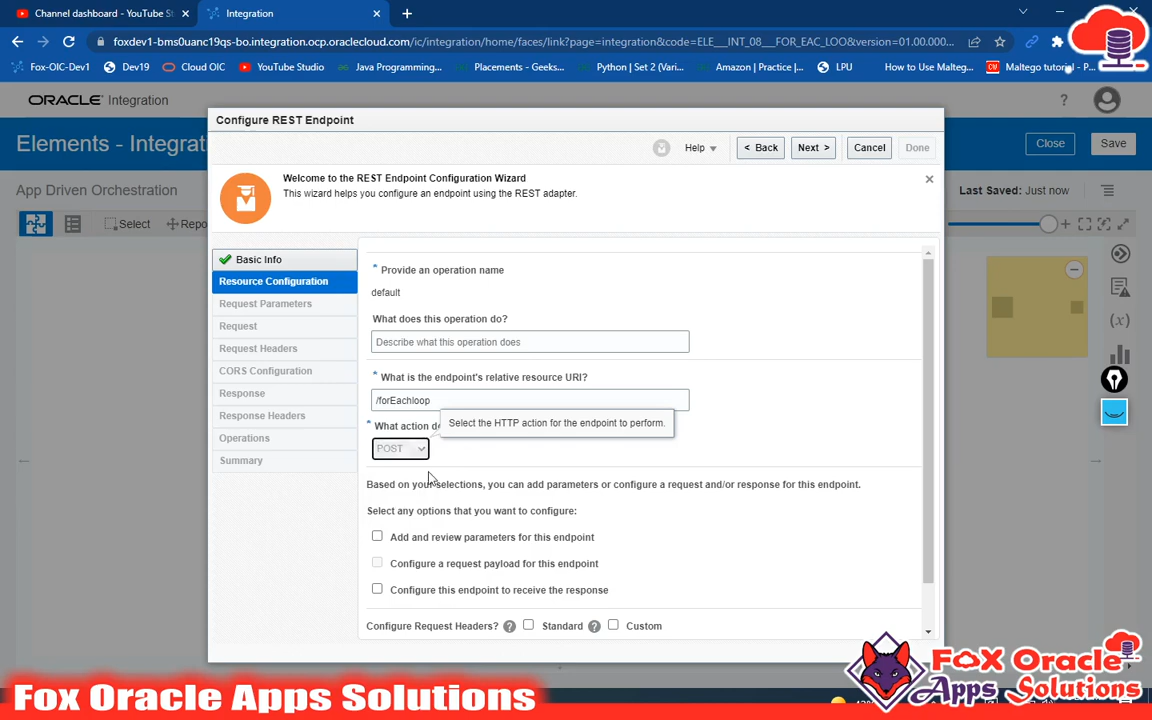 Channel dashboard - YouTube St
Integration
foxdev1-bms0uanc19qs-bo.integration.ocp.oraclecloud.com/ic/integration/home/faces/link?page=integration&code=ELE__INT_08___FOR_EAC_LOO&version=01.00.000...
Fox-OIC-Dev1
Dev19
Cloud OIC
YouTube Studio
Java Programming...
Placements - Geeks...
Python | Set 2 (Vari...
Amazon | Practice |...
LPU
How to Use Malteg...
Maltego tutorial - P...
ORACLE Integration
?
Elements - Integrat
Close
Save
App Driven Orchestration
Last Saved: Just now
Select
Repo
Configure REST Endpoint
Help
< Back
Next >
Cancel
Done
Welcome to the REST Endpoint Configuration Wizard
This wizard helps you configure an endpoint using the REST adapter.
Basic Info
Resource Configuration
Request Parameters
Request
Request Headers
CORS Configuration
Response
Response Headers
Operations
Summary
* Provide an operation name
default
What does this operation do?
Describe what this operation does
* What is the endpoint's relative resource URI?
/forEachloop
* What action d
Select the HTTP action for the endpoint to perform.
POST
Based on your selections, you can add parameters or configure a request and/or response for this endpoint.
Select any options that you want to configure:
Add and review parameters for this endpoint
Configure a request payload for this endpoint
Configure this endpoint to receive the response
Configure Request Headers? ? Standard ? Custom
(x)
Fox Oracle Apps Solutions
FOX Oracle
Apps Solutions